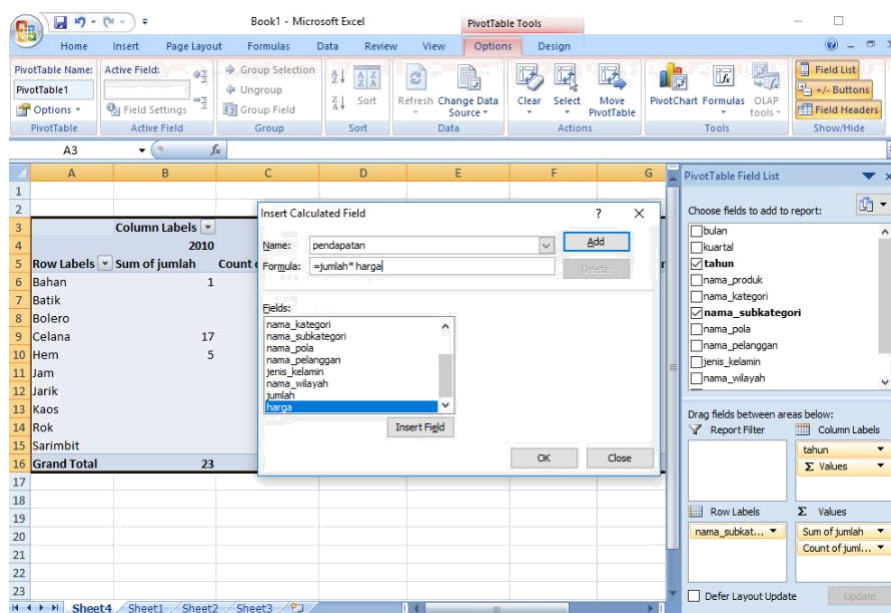 Book1 - Microsoft Excel
PivotTable Tools
Home Insert Page Layout Formulas Data Review View Options Design
PivotTable Name:
PivotTable1
Options
PivotTable
Active Field:
Field Settings
Active Field
Group Selection
Ungroup
Group Field
Group
Sort
Sort
Refresh
Change Data Source
Data
Clear
Select
Move PivotTable
Actions
PivotChart
Formulas
OLAP tools
Tools
Field List
+/- Buttons
Field Headers
Show/Hide
A3
fx
A B C D E F G
1
2
3 Column Labels
4 2010
5 Row Labels Sum of jumlah Count
6 Bahan 1
7 Batik
8 Bolero
9 Celana 17
10 Hem 5
11 Jam
12 Jarik
13 Kaos
14 Rok
15 Sarimbit
16 Grand Total 23
17
18
19
20
21
22
23
Insert Calculated Field ?
Name: pendapatan
Add
Formula: =jumlah* harga
Delete
Fields:
nama_kategori
nama_subkategori
nama_pola
nama_pelanggan
jenis_kelamin
nama_wilayah
jumlah
harga
Insert Field
OK
Close
PivotTable Field List
Choose fields to add to report:
bulan
kuartal
tahun
nama_produk
nama_kategori
nama_subkategori
nama_pola
nama_pelanggan
jenis_kelamin
nama_wilayah
Drag fields between areas below:
Report Filter
Column Labels
tahun
Σ Values
Row Labels
Σ Values
nama_subkat...
Sum of jumlah
Count of juml...
Defer Layout Update
Update
Sheet4 Sheet1 Sheet2 Sheet3